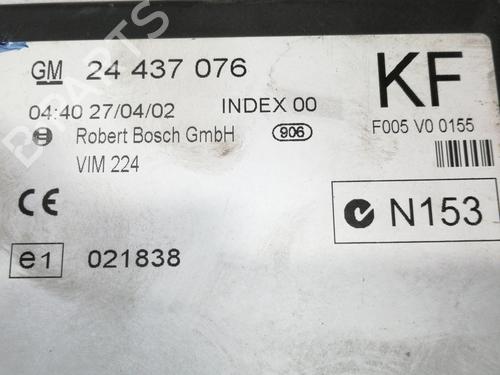 GM 24 437 076
KF
04:40 27/04/02 INDEX 00
F005 V0 0155
Robert Bosch GmbH 906
VIM 224
CE
N153
e1 021838
B-PARTS